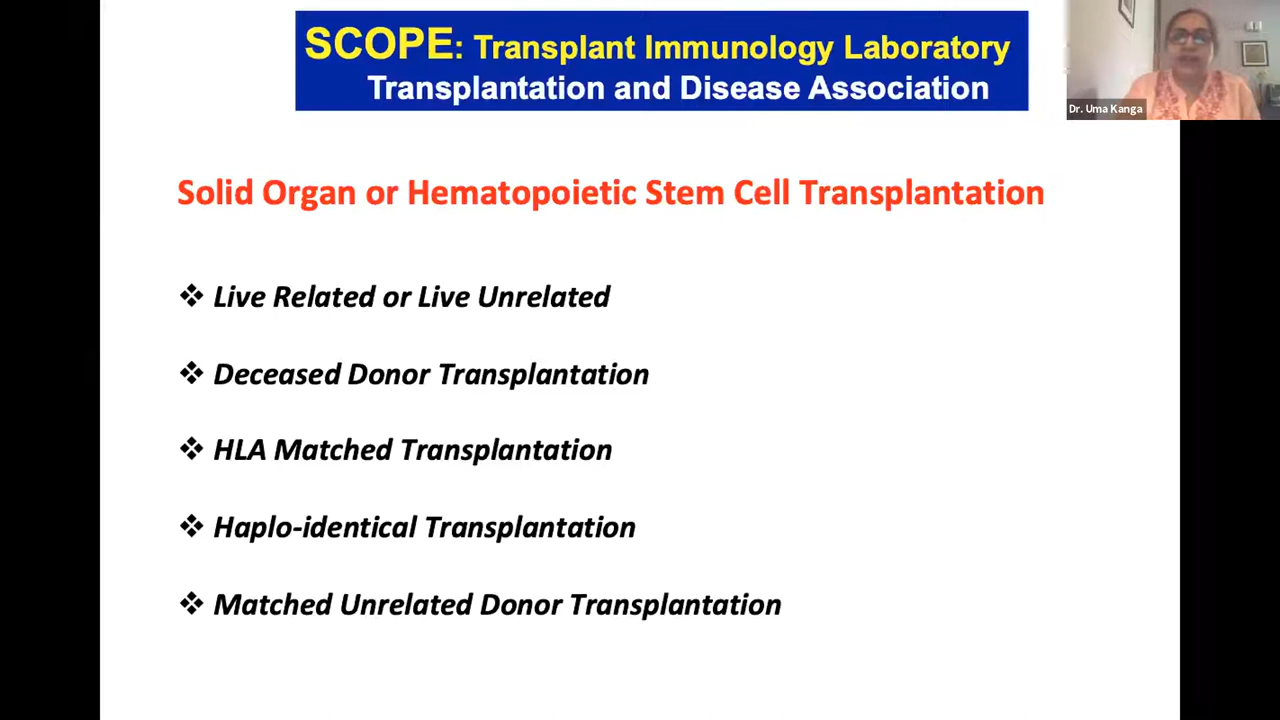 SCOPE: Transplant Immunology Laboratory
Transplantation and Disease Association
Dr. Uma Kanga
Solid Organ or Hematopoietic Stem Cell Transplantation
❖ Live Related or Live Unrelated
❖ Deceased Donor Transplantation
❖ HLA Matched Transplantation
❖ Haplo-identical Transplantation
❖ Matched Unrelated Donor Transplantation